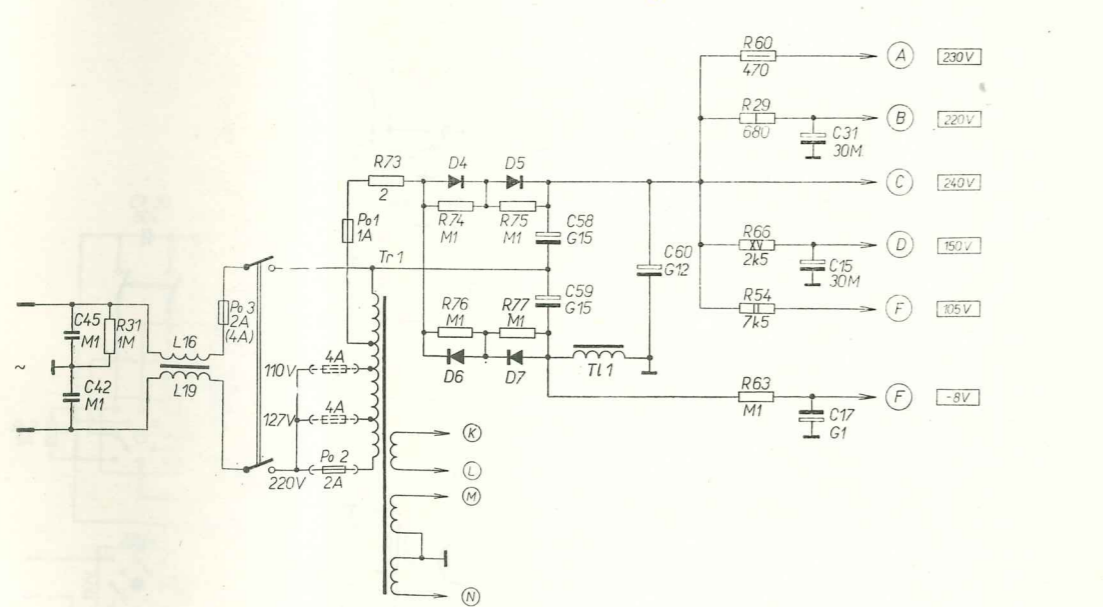 R60
470
A
230V
R29
680
B
220V
C31
30M
R73
2
D4
D5
C
240V
Po1
1A
R74
M1
R75
M1
C58
G15
C60
G12
R66
2k5
D
150V
C15
30M
Tr1
R54
7k5
F
105V
C59
G15
R76
M1
R77
M1
D6
D7
Tl1
R63
M1
F
-8V
C17
G1
C45
M1
R31
1M
L16
L19
Po3
2A
(4A)
~
C42
M1
110V
4A
127V
4A
Po2
2A
220V
K
L
M
N